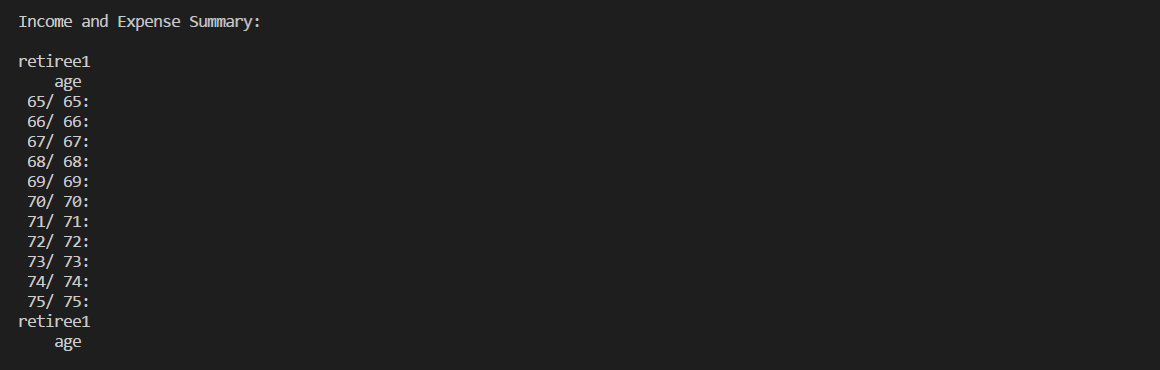 Income and Expense Summary:
retiree1
age
65/ 65:
66/ 66:
67/ 67:
68/ 68:
69/ 69:
70/ 70:
71/ 71:
72/ 72:
73/ 73:
74/ 74:
75/ 75:
retiree1
age